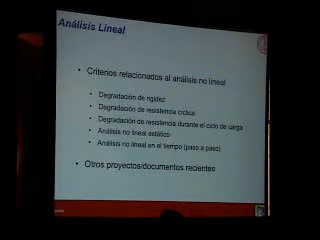 Análisis Lineal
• Criterios relacionados al análisis no lineal
• Degradación de rigidez
• Degradación de resistencia cíclica
• Degradación de resistencia durante el ciclo de carga
• Análisis no lineal estático
• Análisis no lineal en el tiempo (paso a paso)
• Otros proyectos/documentos recientes